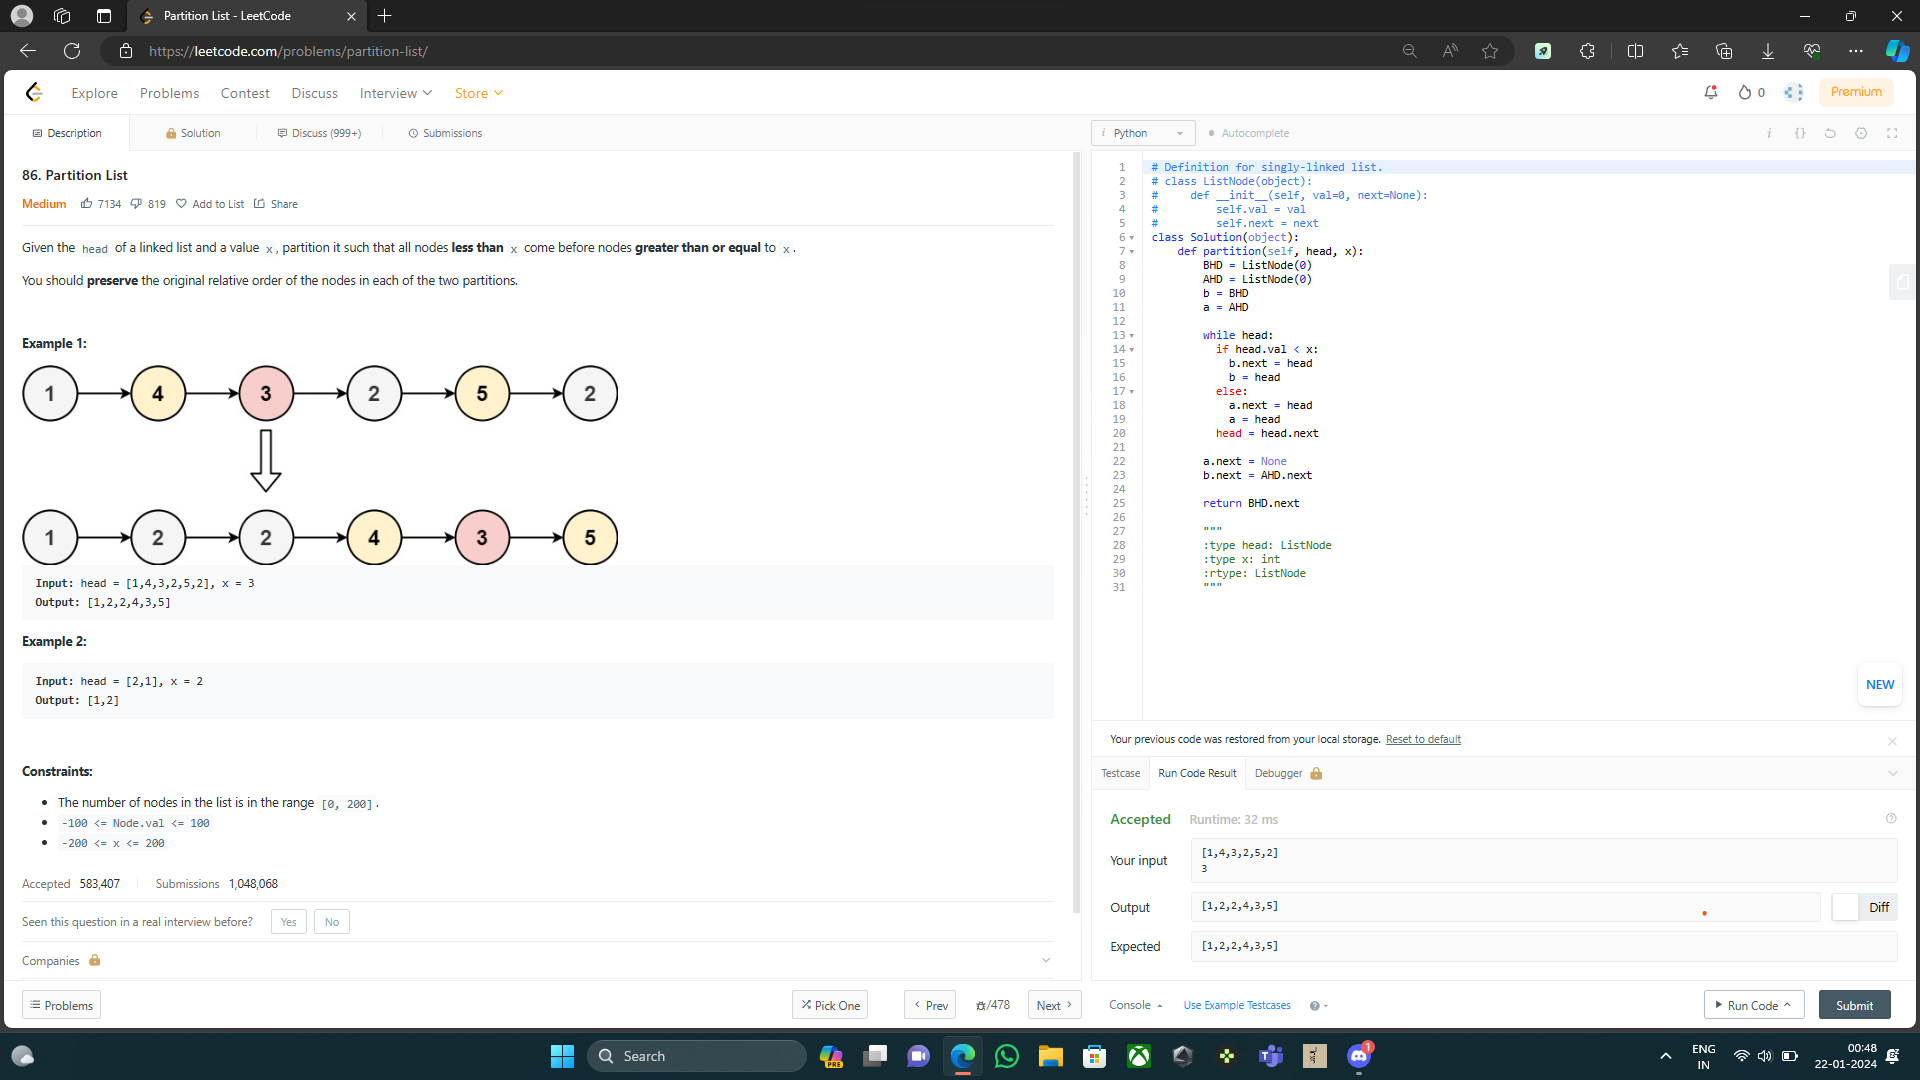 Partition List - LeetCode
https://leetcode.com/problems/partition-list/
Explore Problems Contest Discuss Interview Store
0 Premium
Description Solution Discuss (999+) Submissions
86. Partition List
Medium 7134 819 Add to List Share
Given the head of a linked list and a value x, partition it such that all nodes less than x come before nodes greater than or equal to x.
You should preserve the original relative order of the nodes in each of the two partitions.
Example 1:
1 4 3 2 5 2
1 2 2 4 3 5
Input: head = [1,4,3,2,5,2], x = 3
Output: [1,2,2,4,3,5]
Example 2:
Input: head = [2,1], x = 2
Output: [1,2]
Constraints:
The number of nodes in the list is in the range [0, 200].
-100 <= Node.val <= 100
-200 <= x <= 200
Accepted 583,407 Submissions 1,048,068
Seen this question in a real interview before? Yes No
Companies
Problems Pick One Prev /478 Next
i Python Autocomplete i {}
1 # Definition for singly-linked list.
2 # class ListNode(object):
3 #     def __init__(self, val=0, next=None):
4 #         self.val = val
5 #         self.next = next
6 class Solution(object):
7     def partition(self, head, x):
8         BHD = ListNode(0)
9         AHD = ListNode(0)
10         b = BHD
11         a = AHD
12
13         while head:
14           if head.val < x:
15             b.next = head
16             b = head
17           else:
18             a.next = head
19             a = head
20           head = head.next
21
22         a.next = None
23         b.next = AHD.next
24
25         return BHD.next
26
27         """
28         :type head: ListNode
29         :type x: int
30         :rtype: ListNode
31         """
NEW
Your previous code was restored from your local storage. Reset to default
Testcase Run Code Result Debugger
Accepted Runtime: 32 ms
Your input
[1,4,3,2,5,2]
3
Output [1,2,2,4,3,5] Diff
Expected [1,2,2,4,3,5]
Console Use Example Testcases Run Code Submit
Search
PRE
1
ENG
IN
00:48
22-01-2024